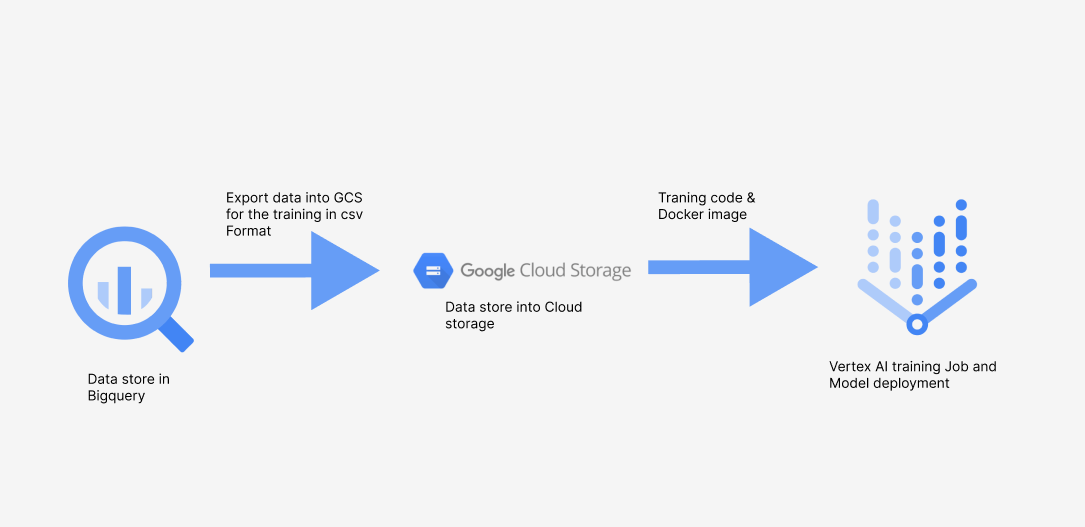 Export data into GCS
for the training in csv
Format
Traning code &
Docker image
Google Cloud Storage
Data store into Cloud
storage
Data store in
Bigquery
Vertex AI training Job and
Model deployment